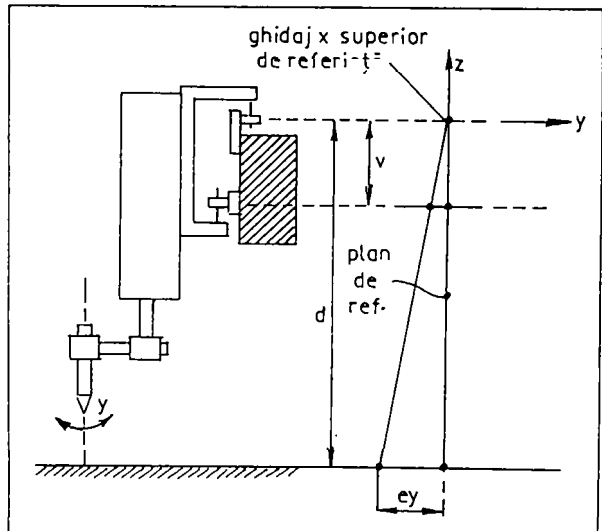 ghidaj x superior
z
y
v
plan
de
ref.
d
y
ey